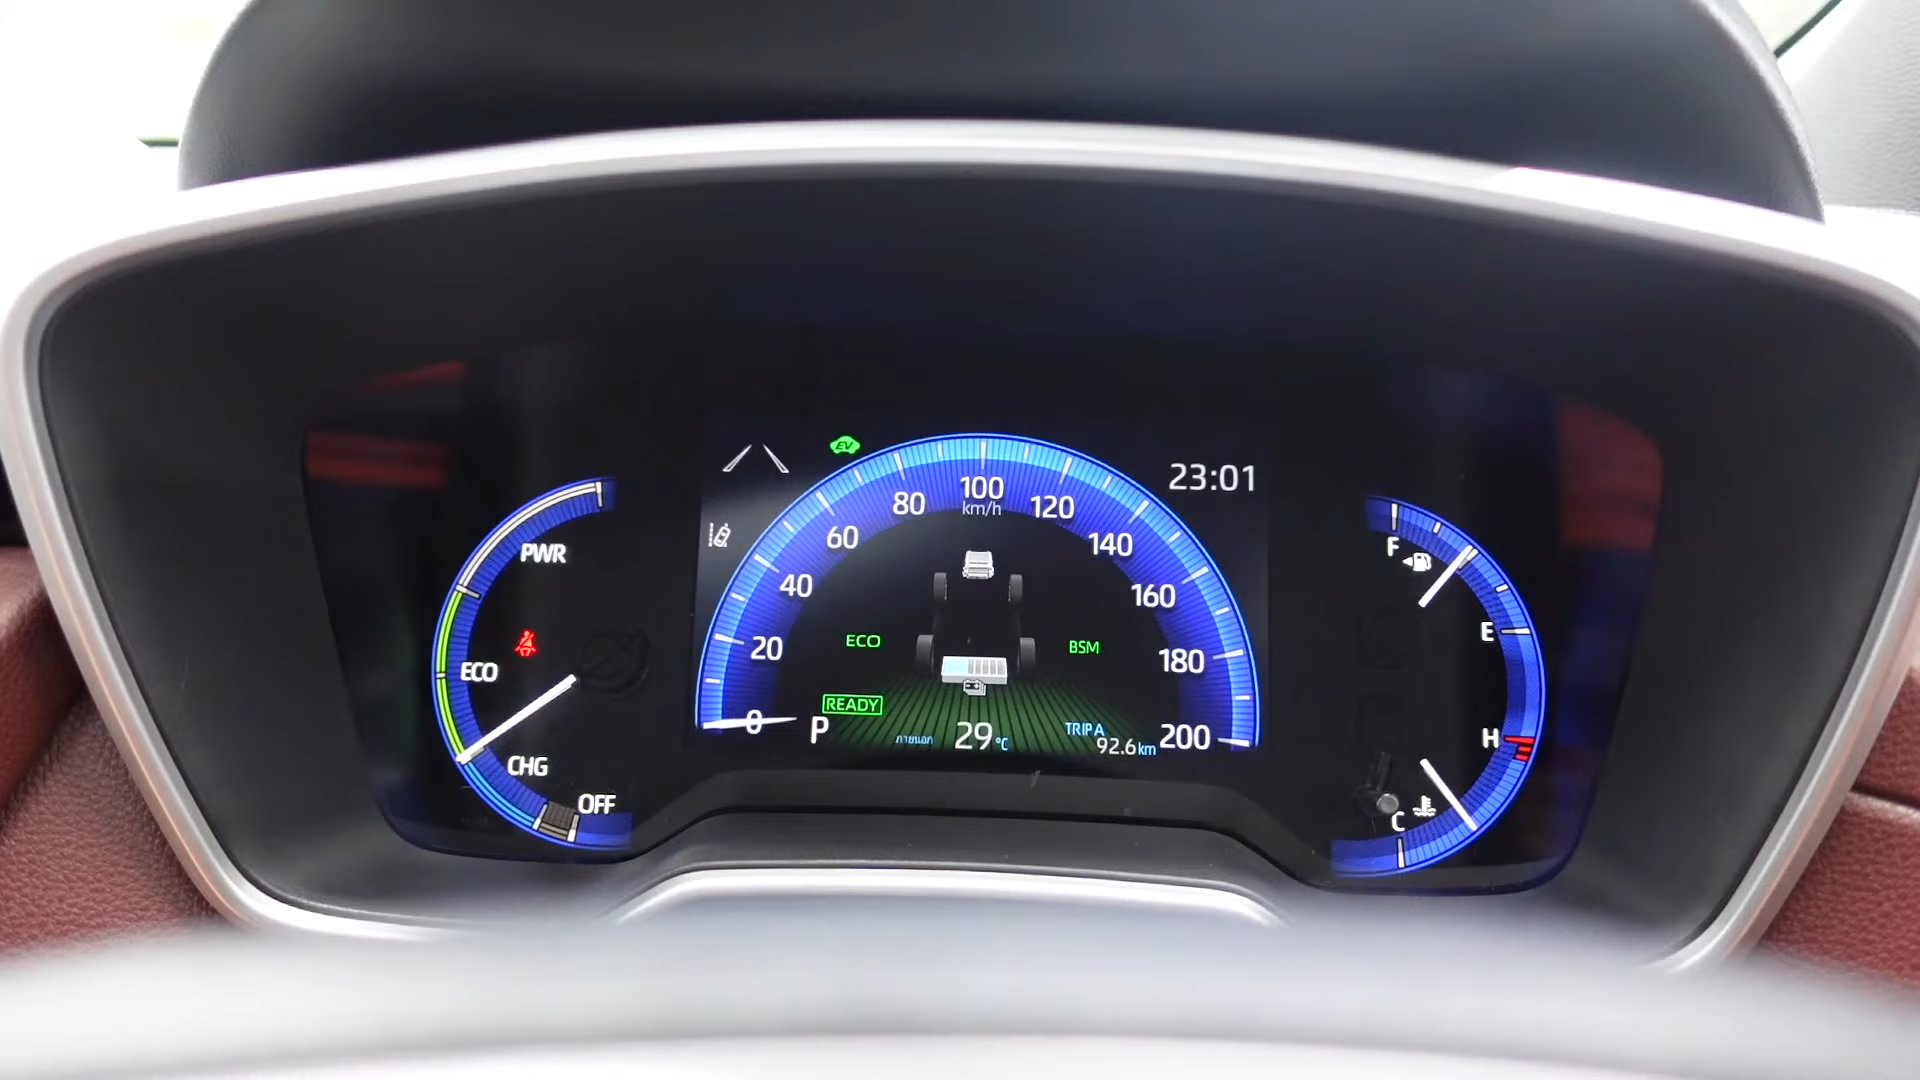 PWR
ECO
CHG
OFF
EV
23:01
0
20
40
60
80
100
km/h
120
140
160
180
200
ECO
BSM
READY
P
ภายนอก 29 °C
TRIP A
92.6 km
F
E
H
C